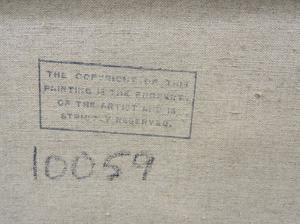 THE COPYRIGHT OF THIS
PAINTING IS THE PROPERTY
OF THE ARTIST AND IS
STRICTLY RESERVED.
10059